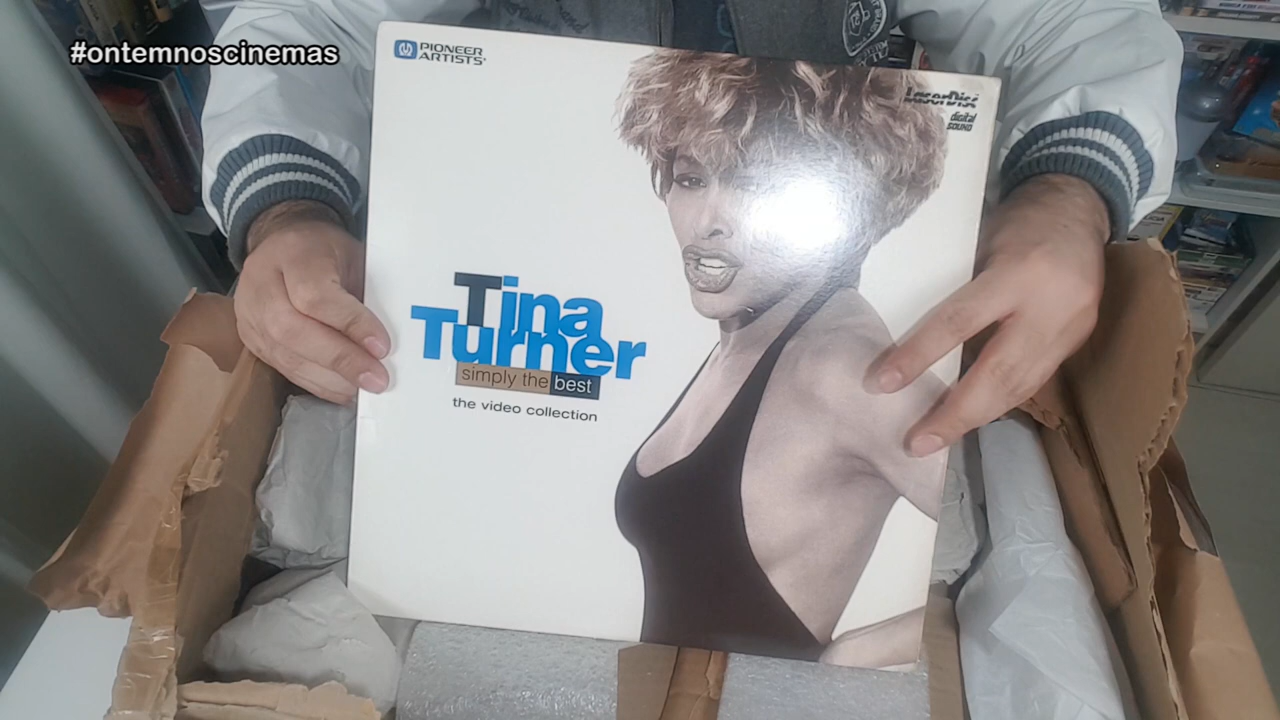 #ontemnoscinemas
PIONEER
ARTISTS
LaserDisc
digital
SOUND
Tina
Turner
simply the best
the video collection